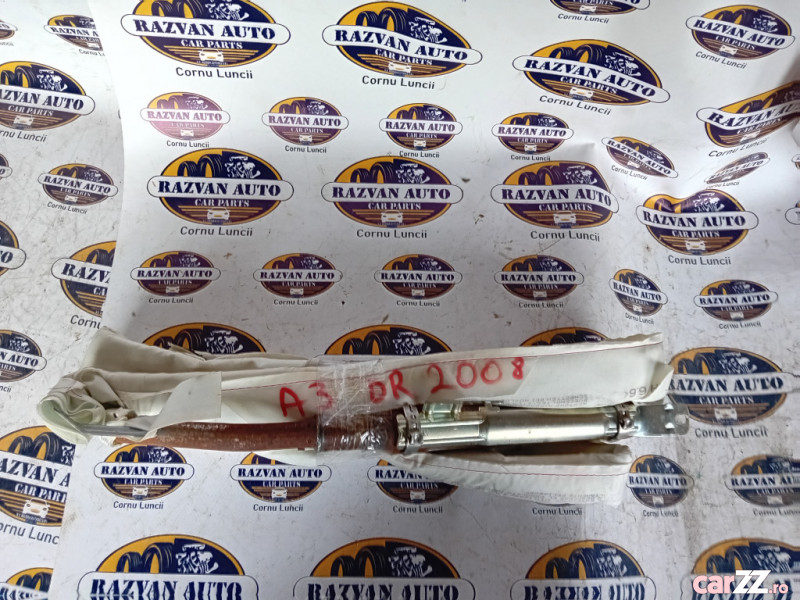 RAZVAN AUTO
CAR PARTS
Cornu Luncii
A3 DR 2008
carZZ.ro